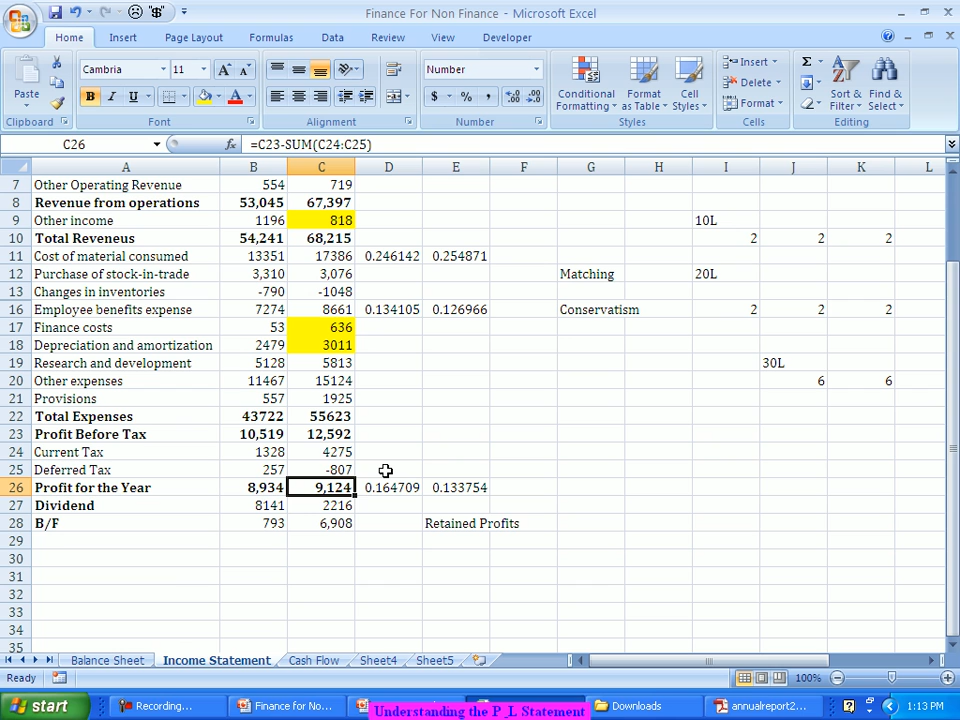 Finance For Non Finance - Microsoft Excel
Home Insert Page Layout Formulas Data Review View Developer
Paste
Clipboard
Cambria 11 A A
B I U A
Font
Alignment
Number
$ % ,
Number
Conditional Formatting
Format as Table
Cell Styles
Styles
Insert
Delete
Format
Cells
Σ
Sort & Filter
Find & Select
Editing
C26 fx =C23-SUM(C24:C25)
A B C D E F G H I J K L
7 Other Operating Revenue 554 719
8 Revenue from operations 53,045 67,397
9 Other income 1196 818 10L
10 Total Reveneus 54,241 68,215 2 2 2
11 Cost of material consumed 13351 17386 0.246142 0.254871
12 Purchase of stock-in-trade 3,310 3,076 Matching 20L
13 Changes in inventories -790 -1048
16 Employee benefits expense 7274 8661 0.134105 0.126966 Conservatism 2 2 2
17 Finance costs 53 636
18 Depreciation and amortization 2479 3011
19 Research and development 5128 5813 30L
20 Other expenses 11467 15124 6 6
21 Provisions 557 1925
22 Total Expenses 43722 55623
23 Profit Before Tax 10,519 12,592
24 Current Tax 1328 4275
25 Deferred Tax 257 -807
26 Profit for the Year 8,934 9,124 0.164709 0.133754
27 Dividend 8141 2216
28 B/F 793 6,908 Retained Profits
29
30
31
32
33
34
35
Balance Sheet Income Statement Cash Flow Sheet4 Sheet5
Ready 100%
start Recording... Finance for No... Downloads annualreport2... 1:13 PM
Understanding the P_L Statement